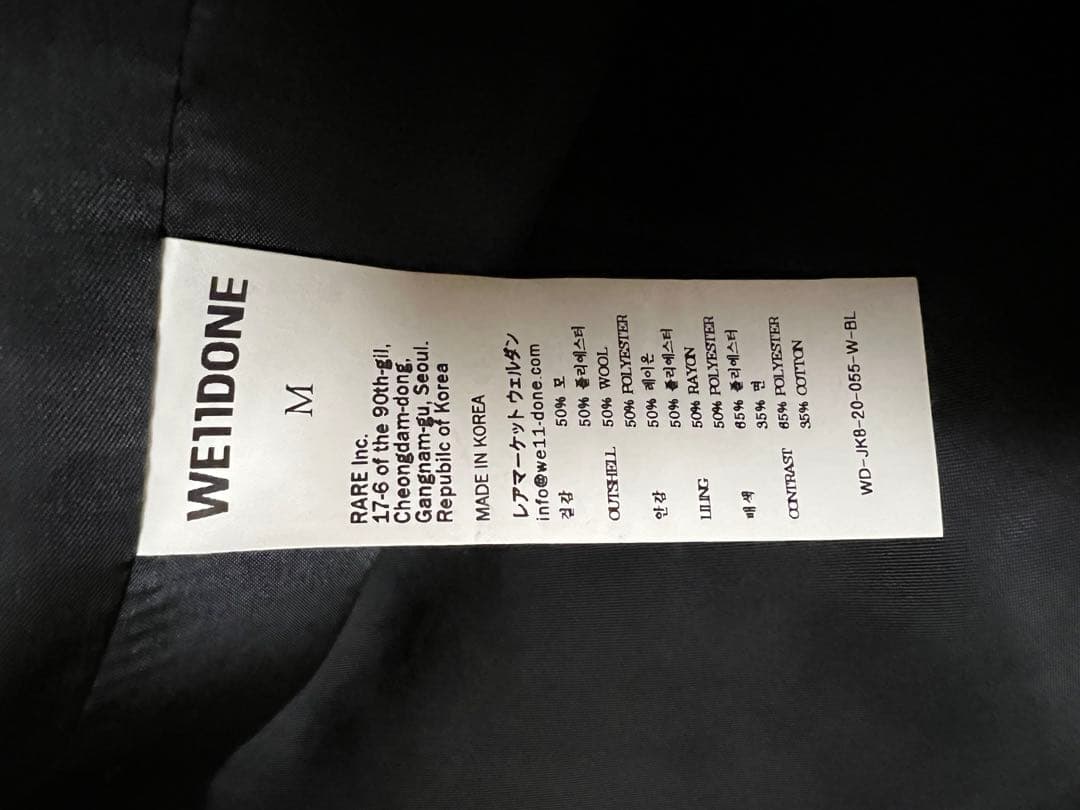 WE11DONE
M
RARE Inc.
17-6 of the 90th-gil,
Cheongdam-dong,
Gangnam-gu, Seoul.
Republic of Korea
MADE IN KOREA
レアマーケット ウェルダン
info@we11-done.com
겉감 50% 모
50% 폴리에스터
OUTSHELL 50% WOOL
50% POLYESTER
안감 50% 레이온
50% 폴리에스터
LILING 50% RAYON
50% POLYESTER
배색 65% 폴리에스터
35% 면
CONTRAST 65% POLYESTER
35% COTTON
WD-JK8-20-055-W-BL